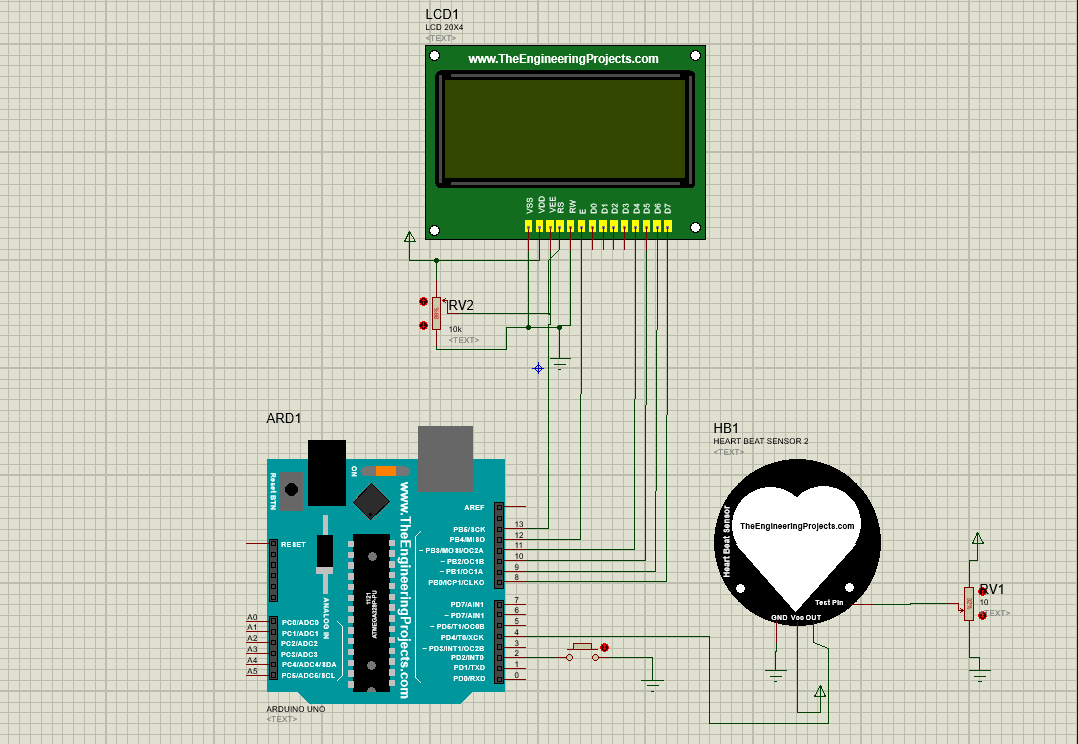 LCD1
LCD 20X4
<TEXT>
www.TheEngineeringProjects.com
VSS VDD VEE RS RW E D0 D1 D2 D3 D4 D5 D6 D7
RV2
10k
<TEXT>
ARD1
ON
Reset BTN
www.TheEngineeringProjects.com
RESET
ANALOG IN
1121
ATMEGA328P-PU
AREF
PB5/SCK 13
PB4/MISO 12
~ PB3/MOSI/OC2A 11
~ PB2/OC1B 10
~ PB1/OC1A 9
PB0/ICP1/CLKO 8
PD7/AIN1 7
~ PD7/AIN1 6
~ PD5/T1/OC0B 5
PD4/T0/XCK 4
~ PD3/INT1/OC2B 3
PD2/INT0 2
PD1/TXD 1
PD0/RXD 0
A0 PC0/ADC0
A1 PC1/ADC1
A2 PC2/ADC2
A3 PC3/ADC3
A4 PC4/ADC4/SDA
A5 PC5/ADC5/SCL
ARDUINO UNO
<TEXT>
HB1
HEART BEAT SENSOR 2
<TEXT>
Heart Beat Sensor
TheEngineeringProjects.com
Test Pin
GND Vcc OUT
RV1
10
<TEXT>